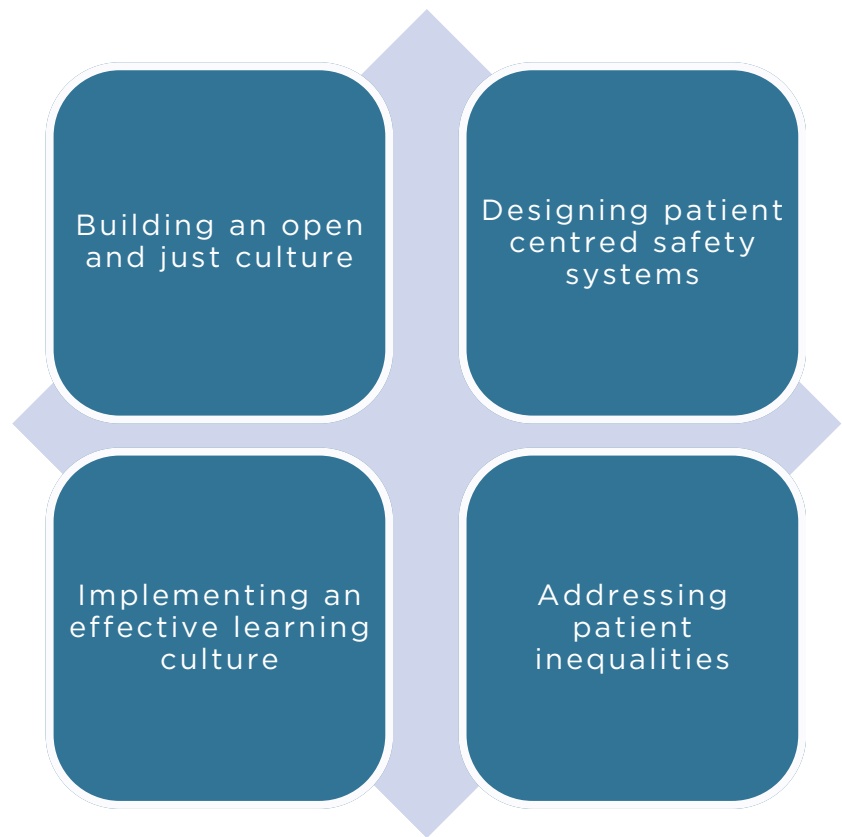 Building an open
and just culture
Designing patient
centred safety
systems
Implementing an
effective learning
culture
Addressing
patient
inequalities